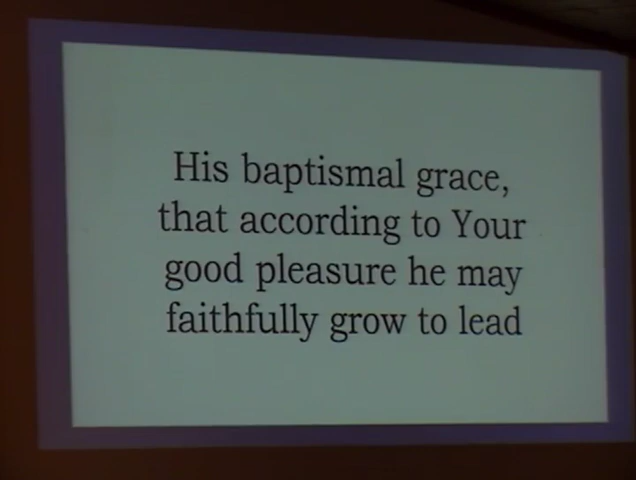 His baptismal grace,
that according to Your
good pleasure he may
faithfully grow to lead